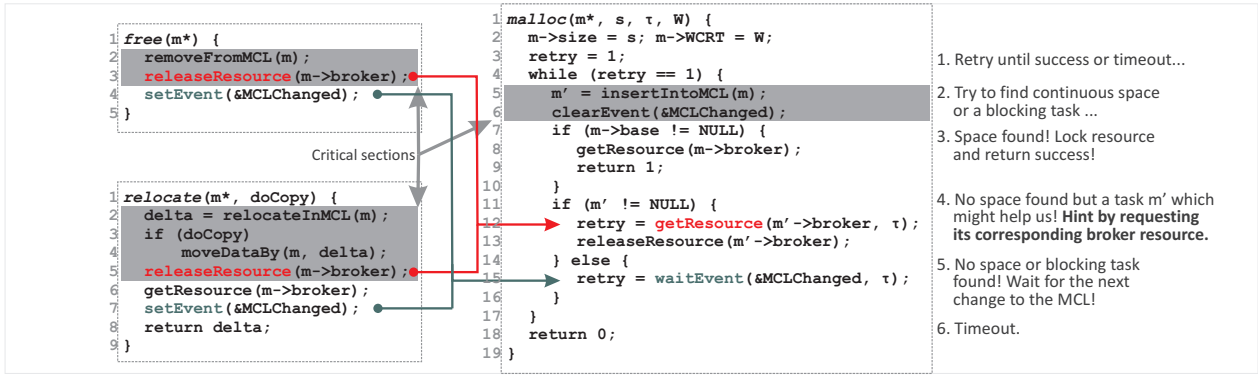 1 free(m*) {
2 removeFromMCL(m);
3 releaseResource(m->broker);
4 setEvent(&MCLChanged);
5 }
Critical sections
1 relocate(m*, doCopy) {
2 delta = relocateInMCL(m);
3 if (doCopy)
4 moveDataBy(m, delta);
5 releaseResource(m->broker);
6 getResource(m->broker);
7 setEvent(&MCLChanged);
8 return delta;
9 }
1 malloc(m*, s, τ, W) {
2 m->size = s; m->WCRT = W;
3 retry = 1;
4 while (retry == 1) {
5 m' = insertIntoMCL(m);
6 clearEvent(&MCLChanged);
7 if (m->base != NULL) {
8 getResource(m->broker);
9 return 1;
10 }
11 if (m' != NULL) {
12 retry = getResource(m'->broker, τ);
13 releaseResource(m'->broker);
14 } else {
15 retry = waitEvent(&MCLChanged, τ);
16 }
17 }
18 return 0;
19 }
1. Retry until success or timeout...
2. Try to find continuous space
or a blocking task ...
3. Space found! Lock resource
and return success!
4. No space found but a task m' which
might help us! Hint by requesting
its corresponding broker resource.
5. No space or blocking task
found! Wait for the next
change to the MCL!
6. Timeout.